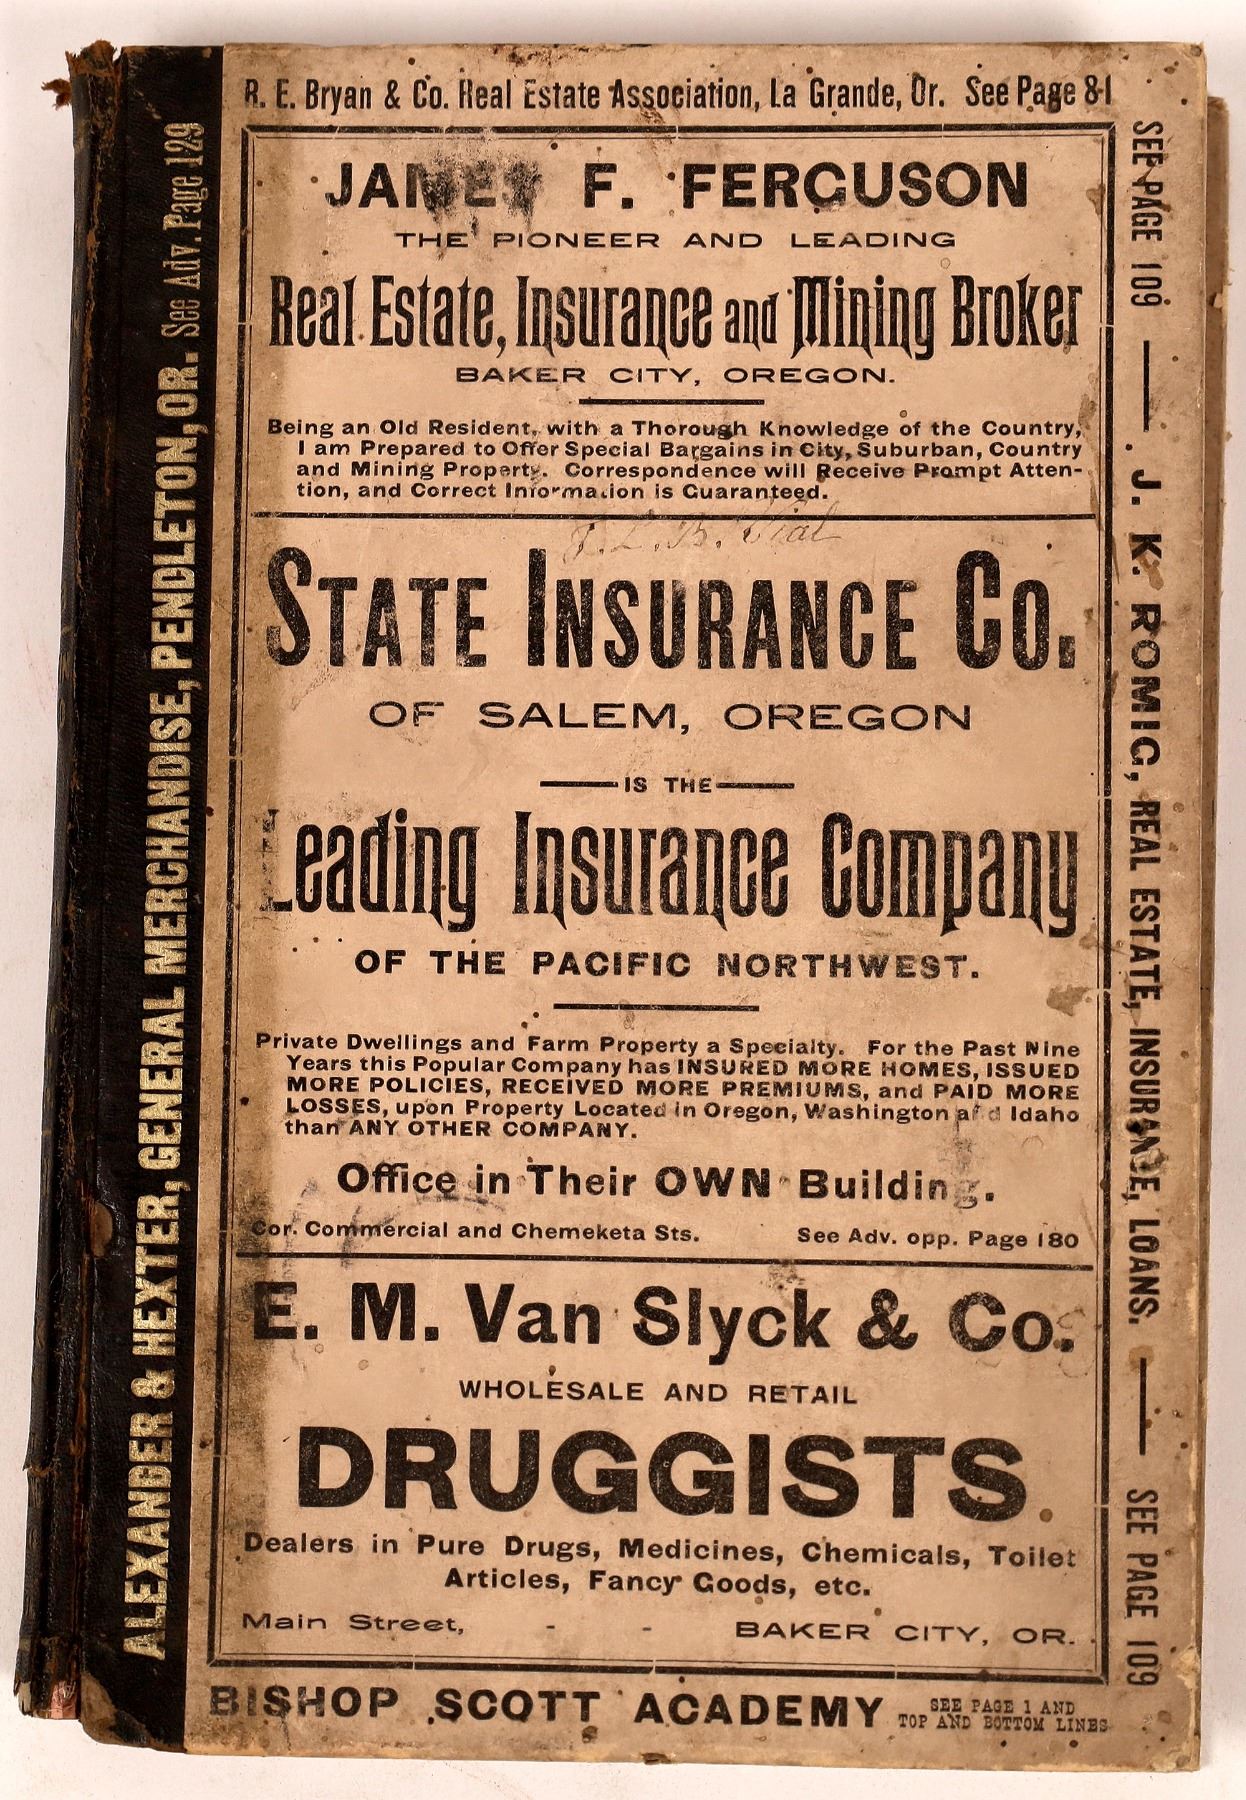 R. E. Bryan & Co. Real Estate Association, La Grande, Or. See Page 81
JAMES F. FERGUSON
THE PIONEER AND LEADING
Real Estate, Insurance and Mining Broker
BAKER CITY, OREGON.
Being an Old Resident, with a Thorough Knowledge of the Country,
I am Prepared to Offer Special Bargains in City, Suburban, Country
and Mining Property. Correspondence will Receive Prompt Atten-
tion, and Correct Information is Guaranteed.
STATE INSURANCE CO.
OF SALEM, OREGON
IS THE
Leading Insurance Company
OF THE PACIFIC NORTHWEST.
Private Dwellings and Farm Property a Specialty. For the Past Nine
Years this Popular Company has INSURED MORE HOMES, ISSUED
MORE POLICIES, RECEIVED MORE PREMIUMS, and PAID MORE
LOSSES, upon Property Located in Oregon, Washington and Idaho
than ANY OTHER COMPANY.
Office in Their OWN Building.
Cor. Commercial and Chemeketa Sts. See Adv. opp. Page 180
E. M. Van Slyck & Co.
WHOLESALE AND RETAIL
DRUGGISTS
Dealers in Pure Drugs, Medicines, Chemicals, Toilet
Articles, Fancy Goods, etc.
Main Street, - - BAKER CITY, OR.
BISHOP SCOTT ACADEMY SEE PAGE 1 AND
TOP AND BOTTOM LINES
ALEXANDER & HEXTER, GENERAL MERCHANDISE, PENDLETON, OR. See Adv. Page 129
SEE PAGE 109 — J. K. ROMIG, REAL ESTATE, INSURANCE, LOANS. — SEE PAGE 109